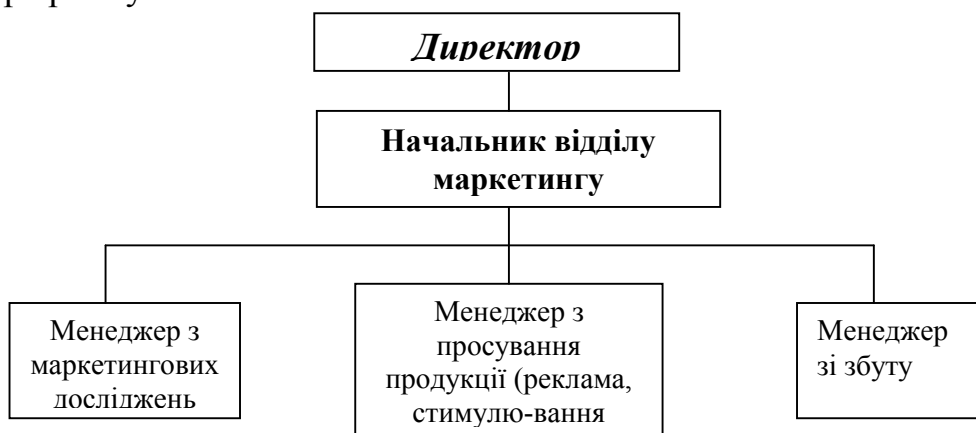 Директор
Начальник відділу
маркетингу
Менеджер з
маркетингових
досліджень
Менеджер з
просування
продукції (реклама,
стимулю-вання
Менеджер
зі збуту